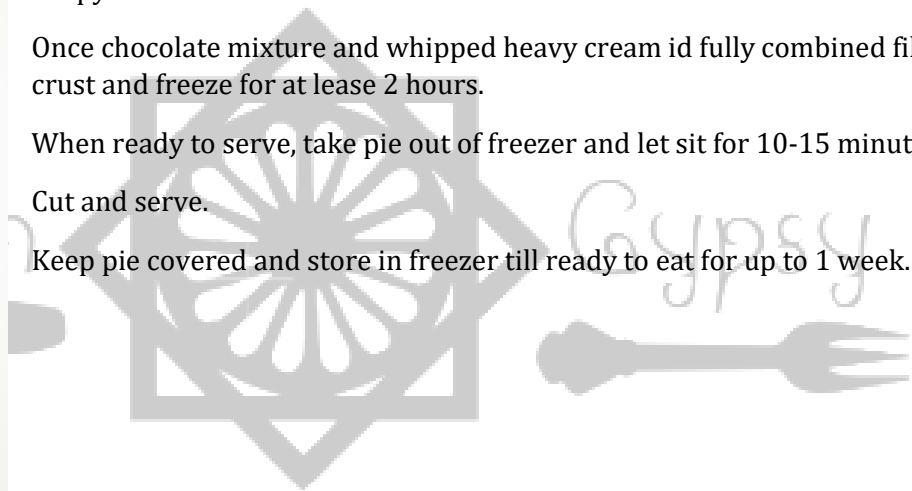 Once chocolate mixture and whipped heavy cream id fully combined fil
crust and freeze for at lease 2 hours.
When ready to serve, take pie out of freezer and let sit for 10-15 minut
Cut and serve.
Gypsy
Keep pie covered and store in freezer till ready to eat for up to 1 week.